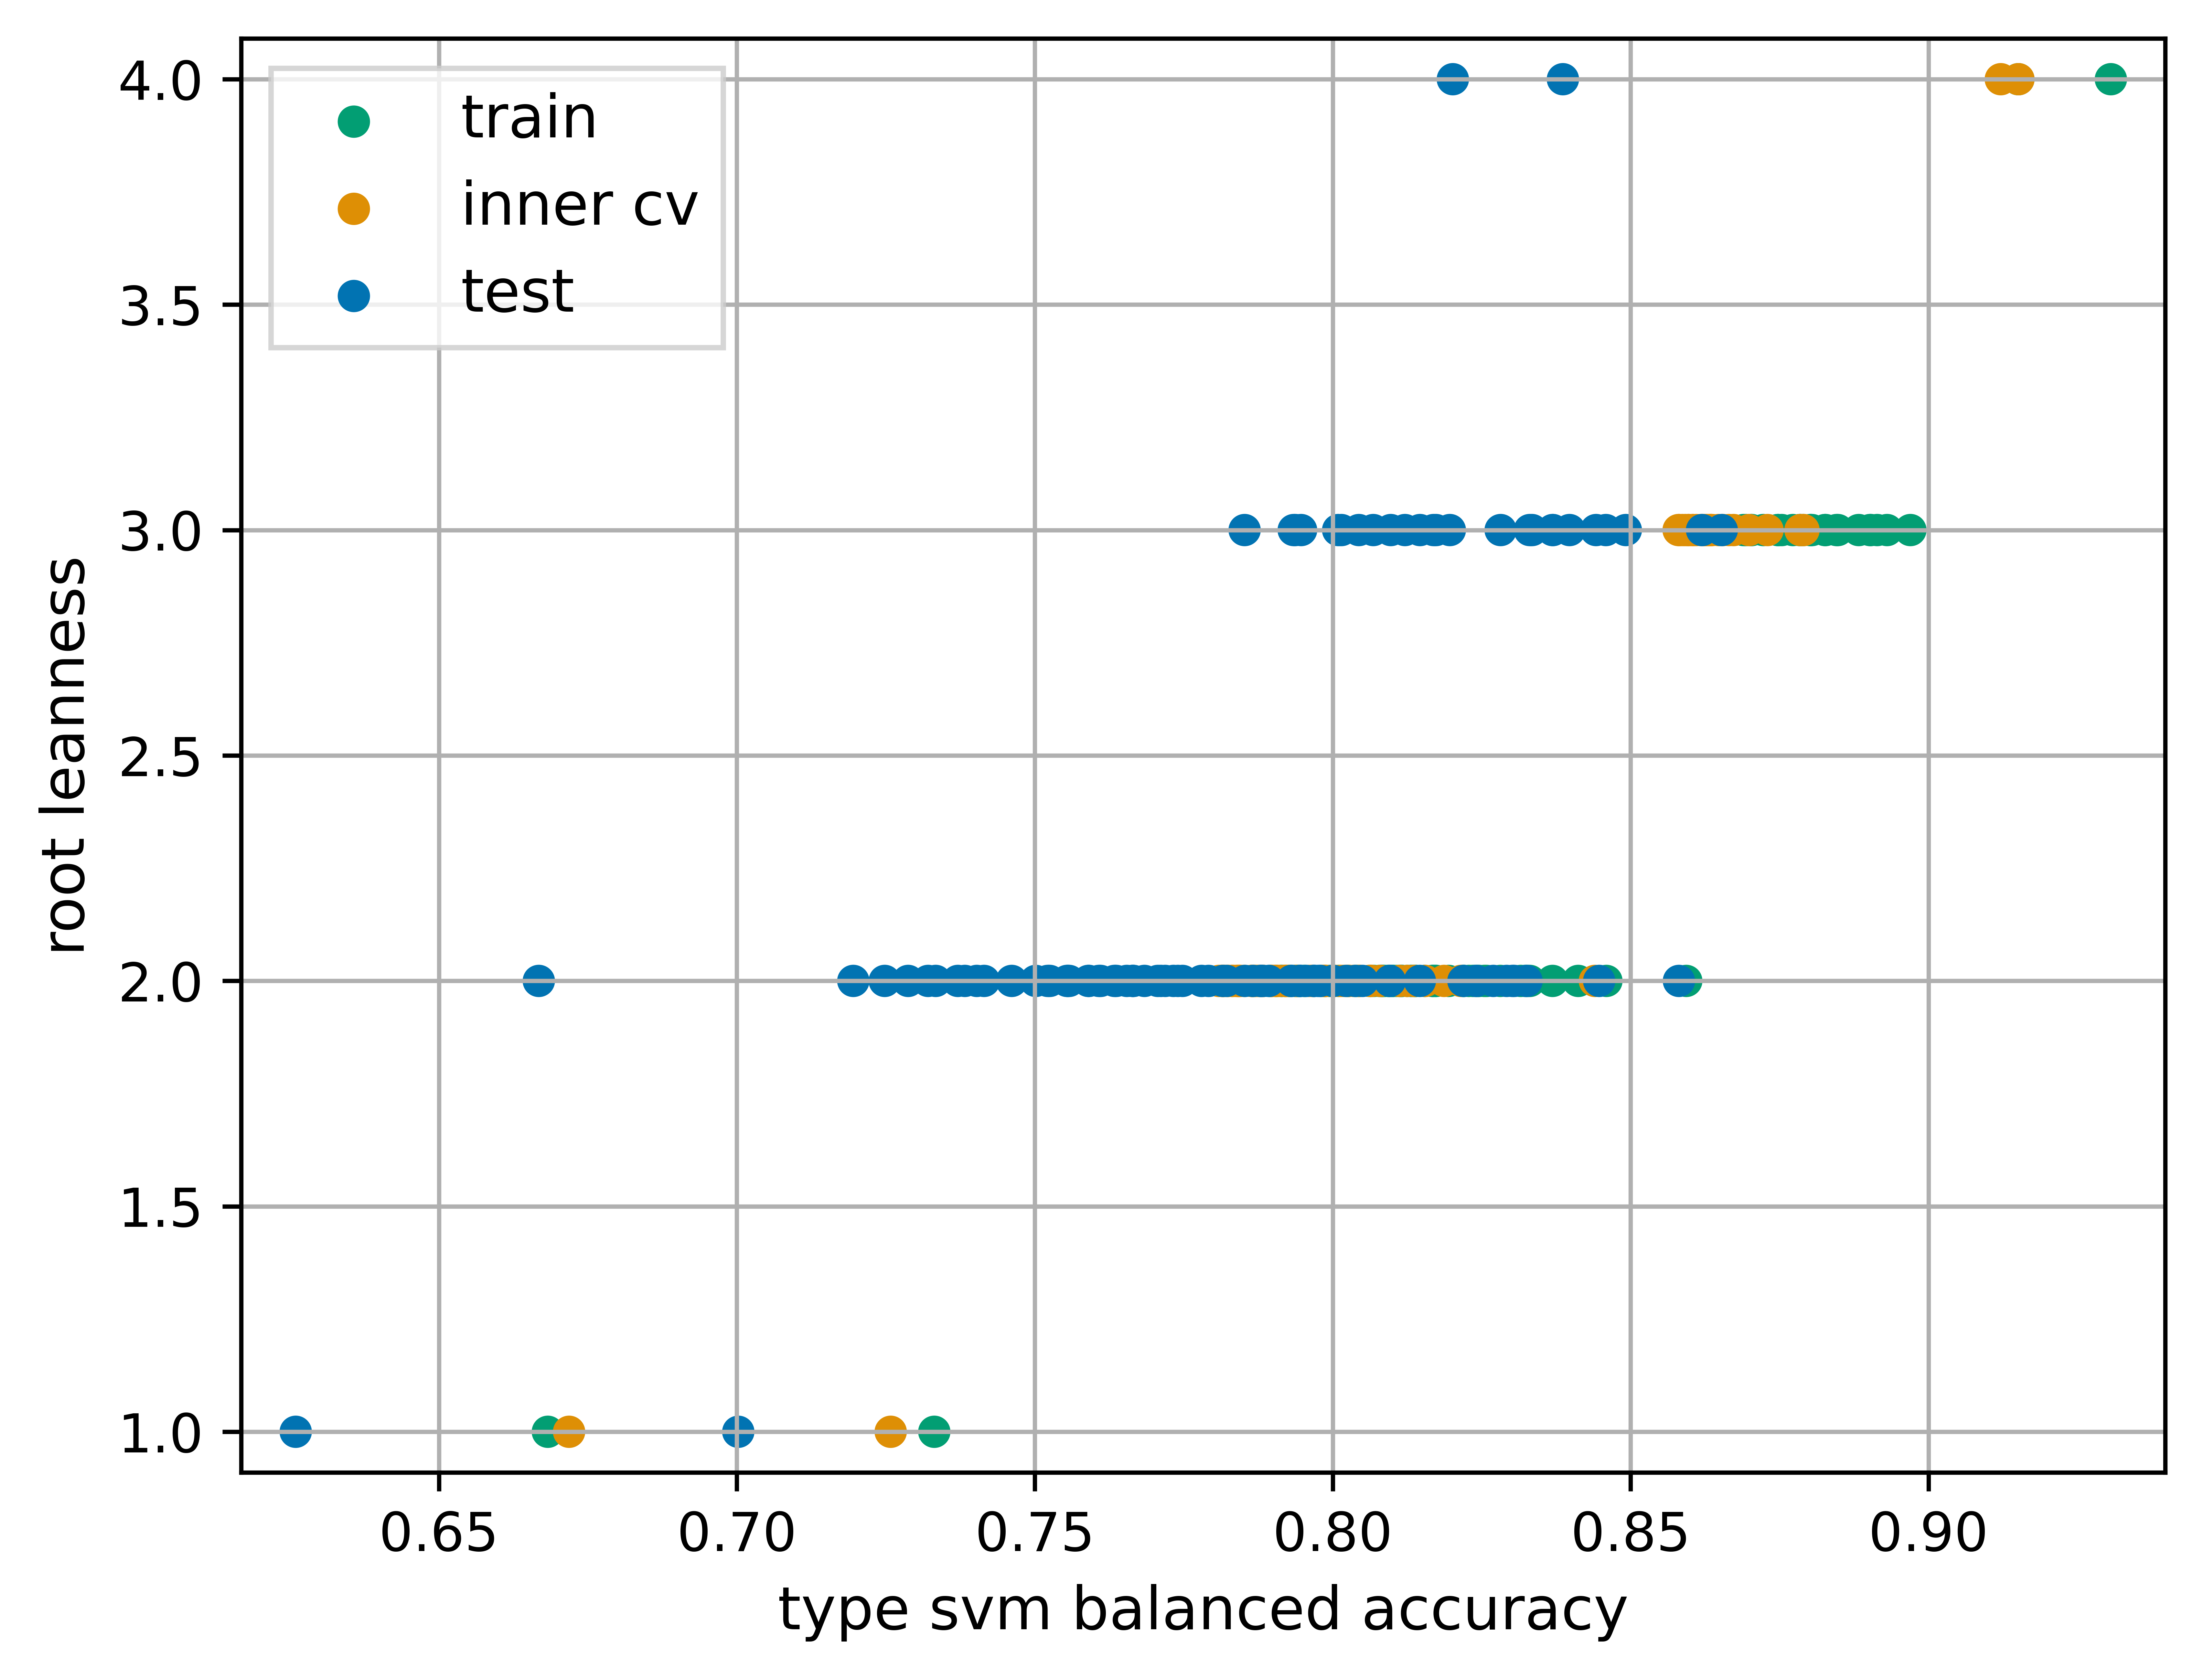 train
inner cv
test
4.0
3.5
3.0
2.5
2.0
1.5
1.0
root leanness
0.65 0.70 0.75 0.80 0.85 0.90
type svm balanced accuracy